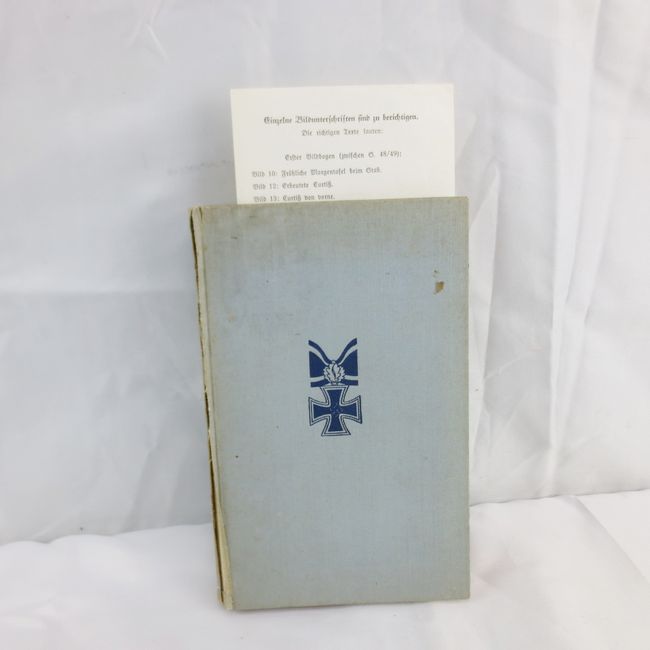 Einzelne Bildunterschriften sind zu berichtigen.
Die richtigen Texte lauten:
Erster Bildbogen (zwischen S. 48/49):
Bild 10: Fröhliche Morgentafel beim Stab.
Bild 12: Erbeutete Curtiß.
Bild 13: Curtiß von vorne.